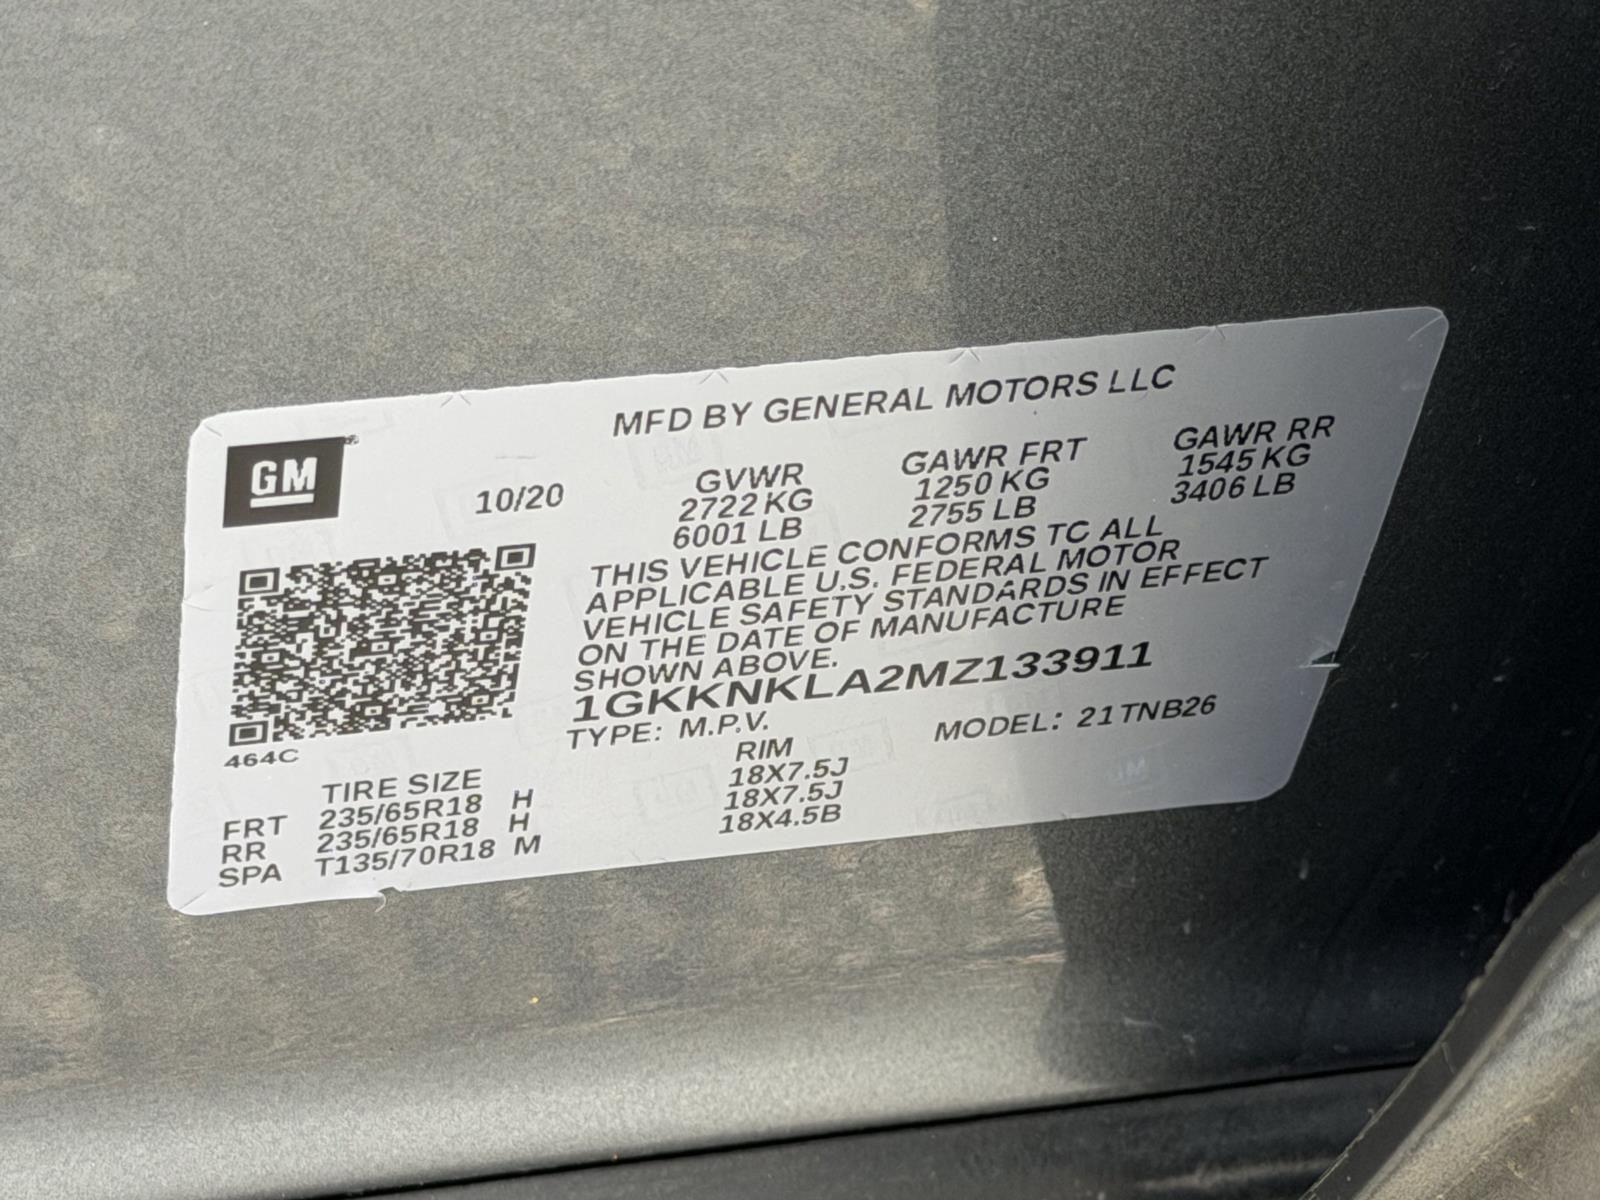 MFD BY GENERAL MOTORS LLC
GM
10/20
GVWR GAWR FRT GAWR RR
2722 KG 1250 KG 1545 KG
6001 LB 2755 LB 3406 LB
THIS VEHICLE CONFORMS TO ALL
APPLICABLE U.S. FEDERAL MOTOR
VEHICLE SAFETY STANDARDS IN EFFECT
ON THE DATE OF MANUFACTURE
SHOWN ABOVE.
1GKKNKLA2MZ133911
TYPE: M.P.V. MODEL: 21TNB26
464C
TIRE SIZE RIM
FRT 235/65R18 H 18X7.5J
RR 235/65R18 H 18X7.5J
SPA T135/70R18 M 18X4.5B